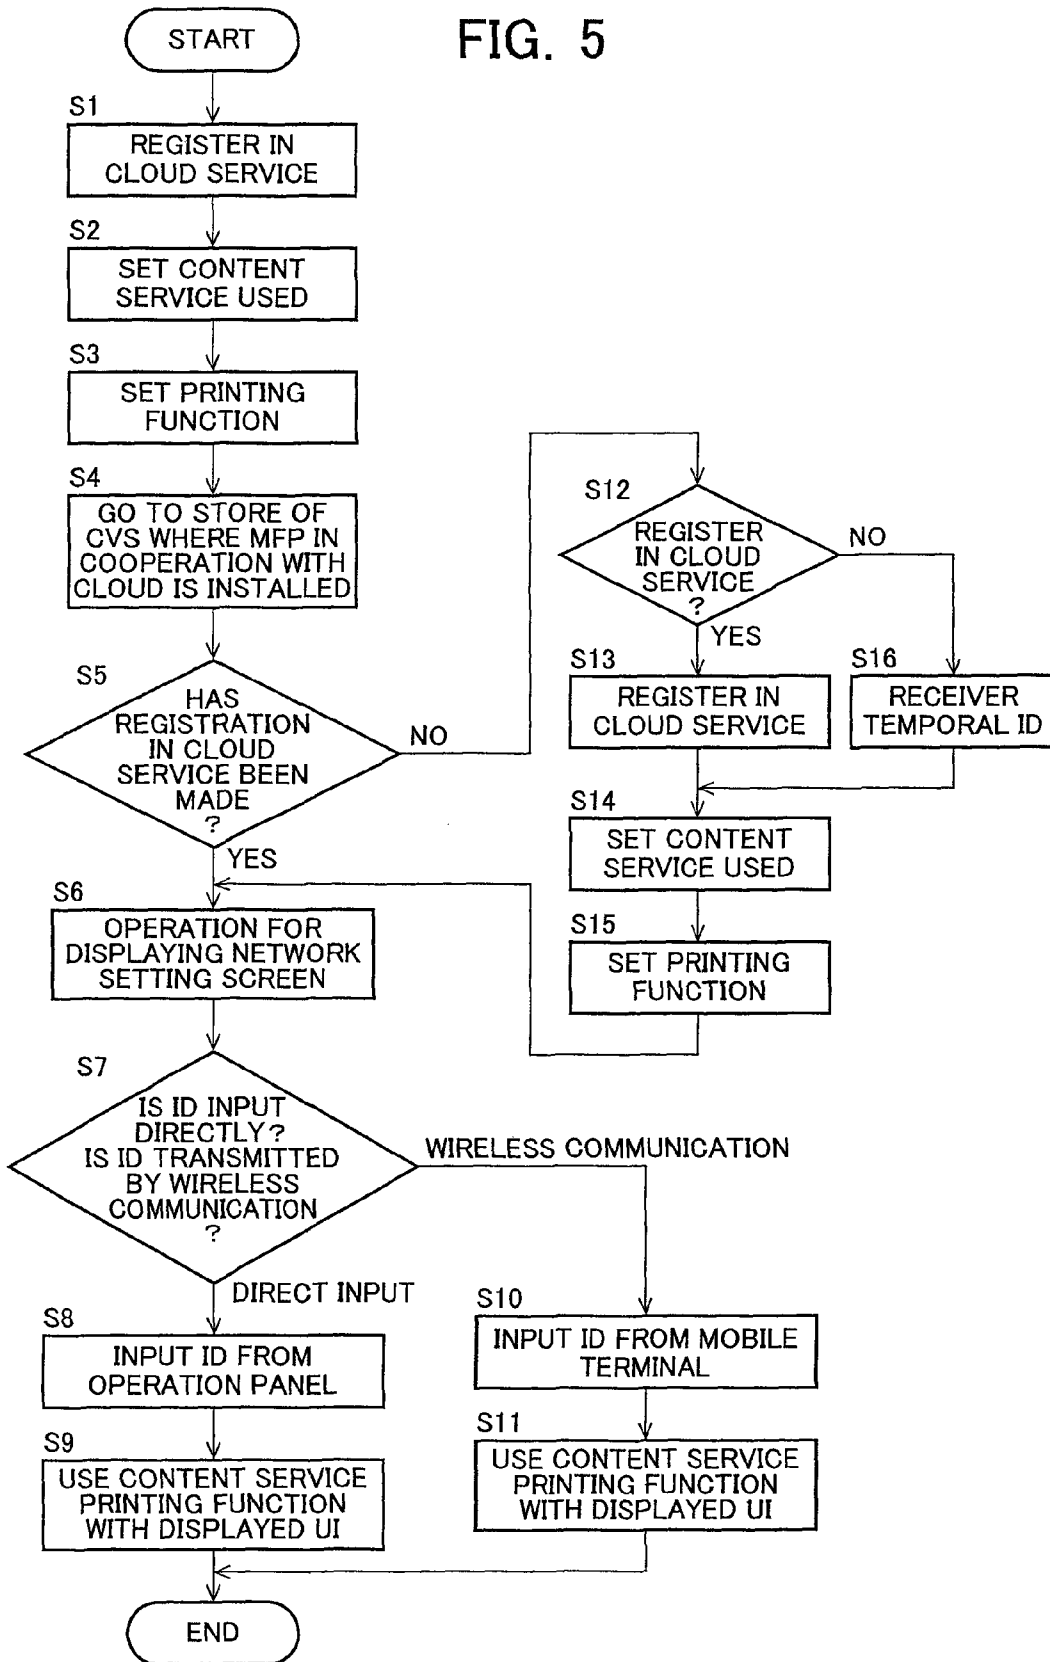 FIG. 5
START
S1
REGISTER IN
CLOUD SERVICE
S2
SET CONTENT
SERVICE USED
S3
SET PRINTING
FUNCTION
S4
GO TO STORE OF
CVS WHERE MFP IN
COOPERATION WITH
CLOUD IS INSTALLED
S5
HAS
REGISTRATION
IN CLOUD
SERVICE BEEN
MADE
?
NO
YES
S12
REGISTER
IN CLOUD
SERVICE
?
NO
YES
S13
REGISTER IN
CLOUD SERVICE
S16
RECEIVER
TEMPORAL ID
S14
SET CONTENT
SERVICE USED
S15
SET PRINTING
FUNCTION
S6
OPERATION FOR
DISPLAYING NETWORK
SETTING SCREEN
S7
IS ID INPUT
DIRECTLY?
IS ID TRANSMITTED
BY WIRELESS
COMMUNICATION
?
WIRELESS COMMUNICATION
DIRECT INPUT
S8
INPUT ID FROM
OPERATION PANEL
S9
USE CONTENT SERVICE
PRINTING FUNCTION
WITH DISPLAYED UI
S10
INPUT ID FROM MOBILE
TERMINAL
S11
USE CONTENT SERVICE
PRINTING FUNCTION
WITH DISPLAYED UI
END